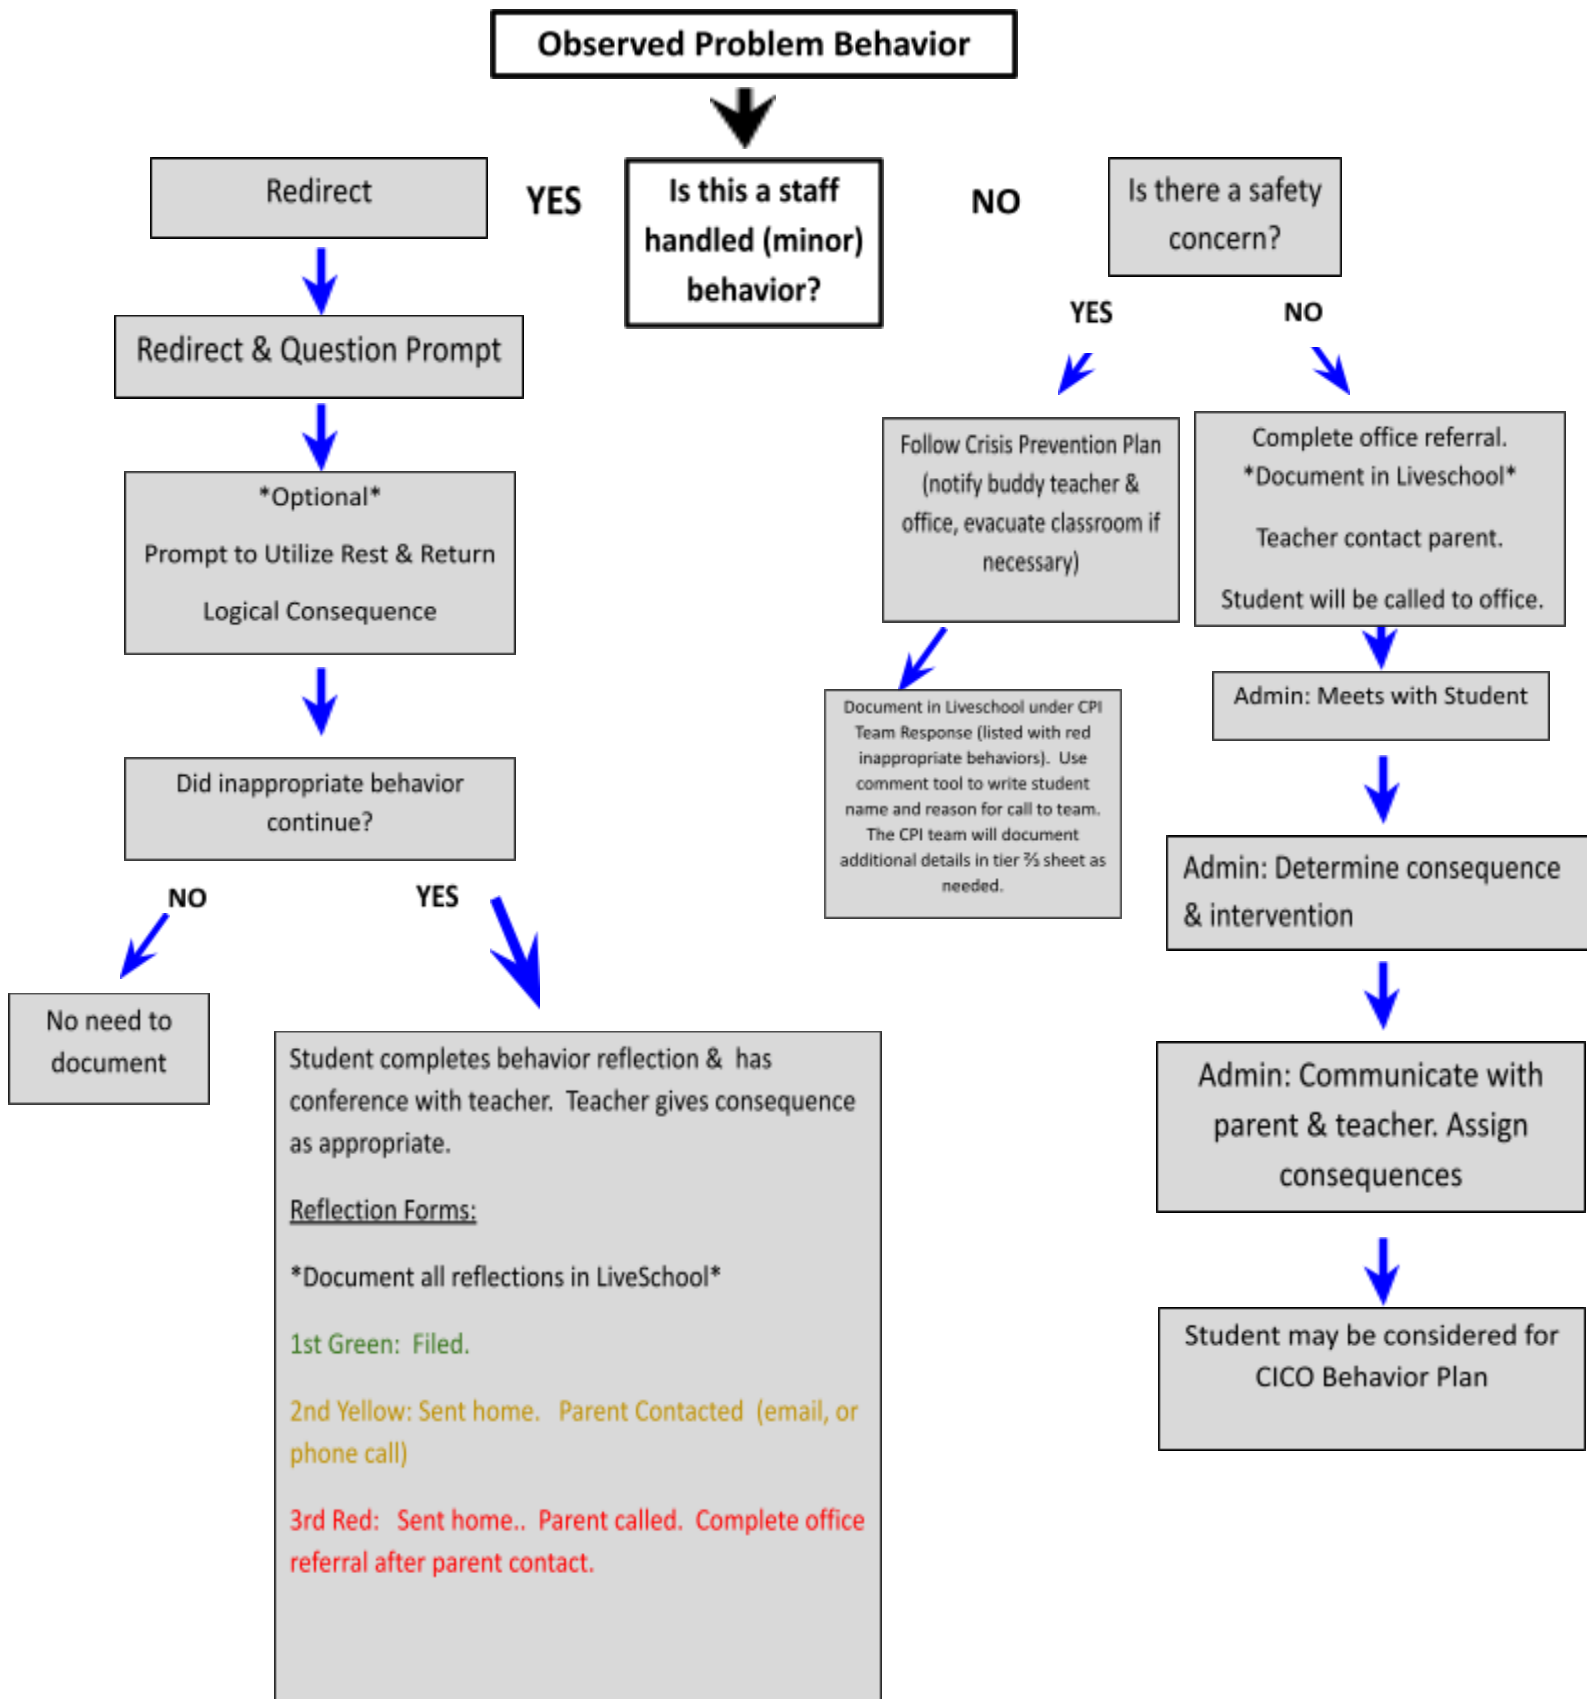 Observed Problem Behavior
Redirect
YES
Is this a staff
handled (minor)
behavior?
NO
Is there a safety
concern?
YES
NO
Redirect & Question Prompt
*Optional*
Prompt to Utilize Rest & Return
Logical Consequence
Did inappropriate behavior
continue?
NO
YES
No need to
document
Student completes behavior reflection & has
conference with teacher. Teacher gives consequence
as appropriate.
Reflection Forms:
*Document all reflections in LiveSchool*
1st Green: Filed.
2nd Yellow: Sent home. Parent Contacted (email, or
phone call)
3rd Red: Sent home.. Parent called. Complete office
referral after parent contact.
Follow Crisis Prevention Plan
(notify buddy teacher &
office, evacuate classroom if
necessary)
Document in Liveschool under CPI
Team Response (listed with red
inappropriate behaviors). Use
comment tool to write student
name and reason for call to team.
The CPI team will document
additional details in tier ⅔ sheet as
needed.
Complete office referral.
*Document in Liveschool*
Teacher contact parent.
Student will be called to office.
Admin: Meets with Student
Admin: Determine consequence
& intervention
Admin: Communicate with
parent & teacher. Assign
consequences
Student may be considered for
CICO Behavior Plan